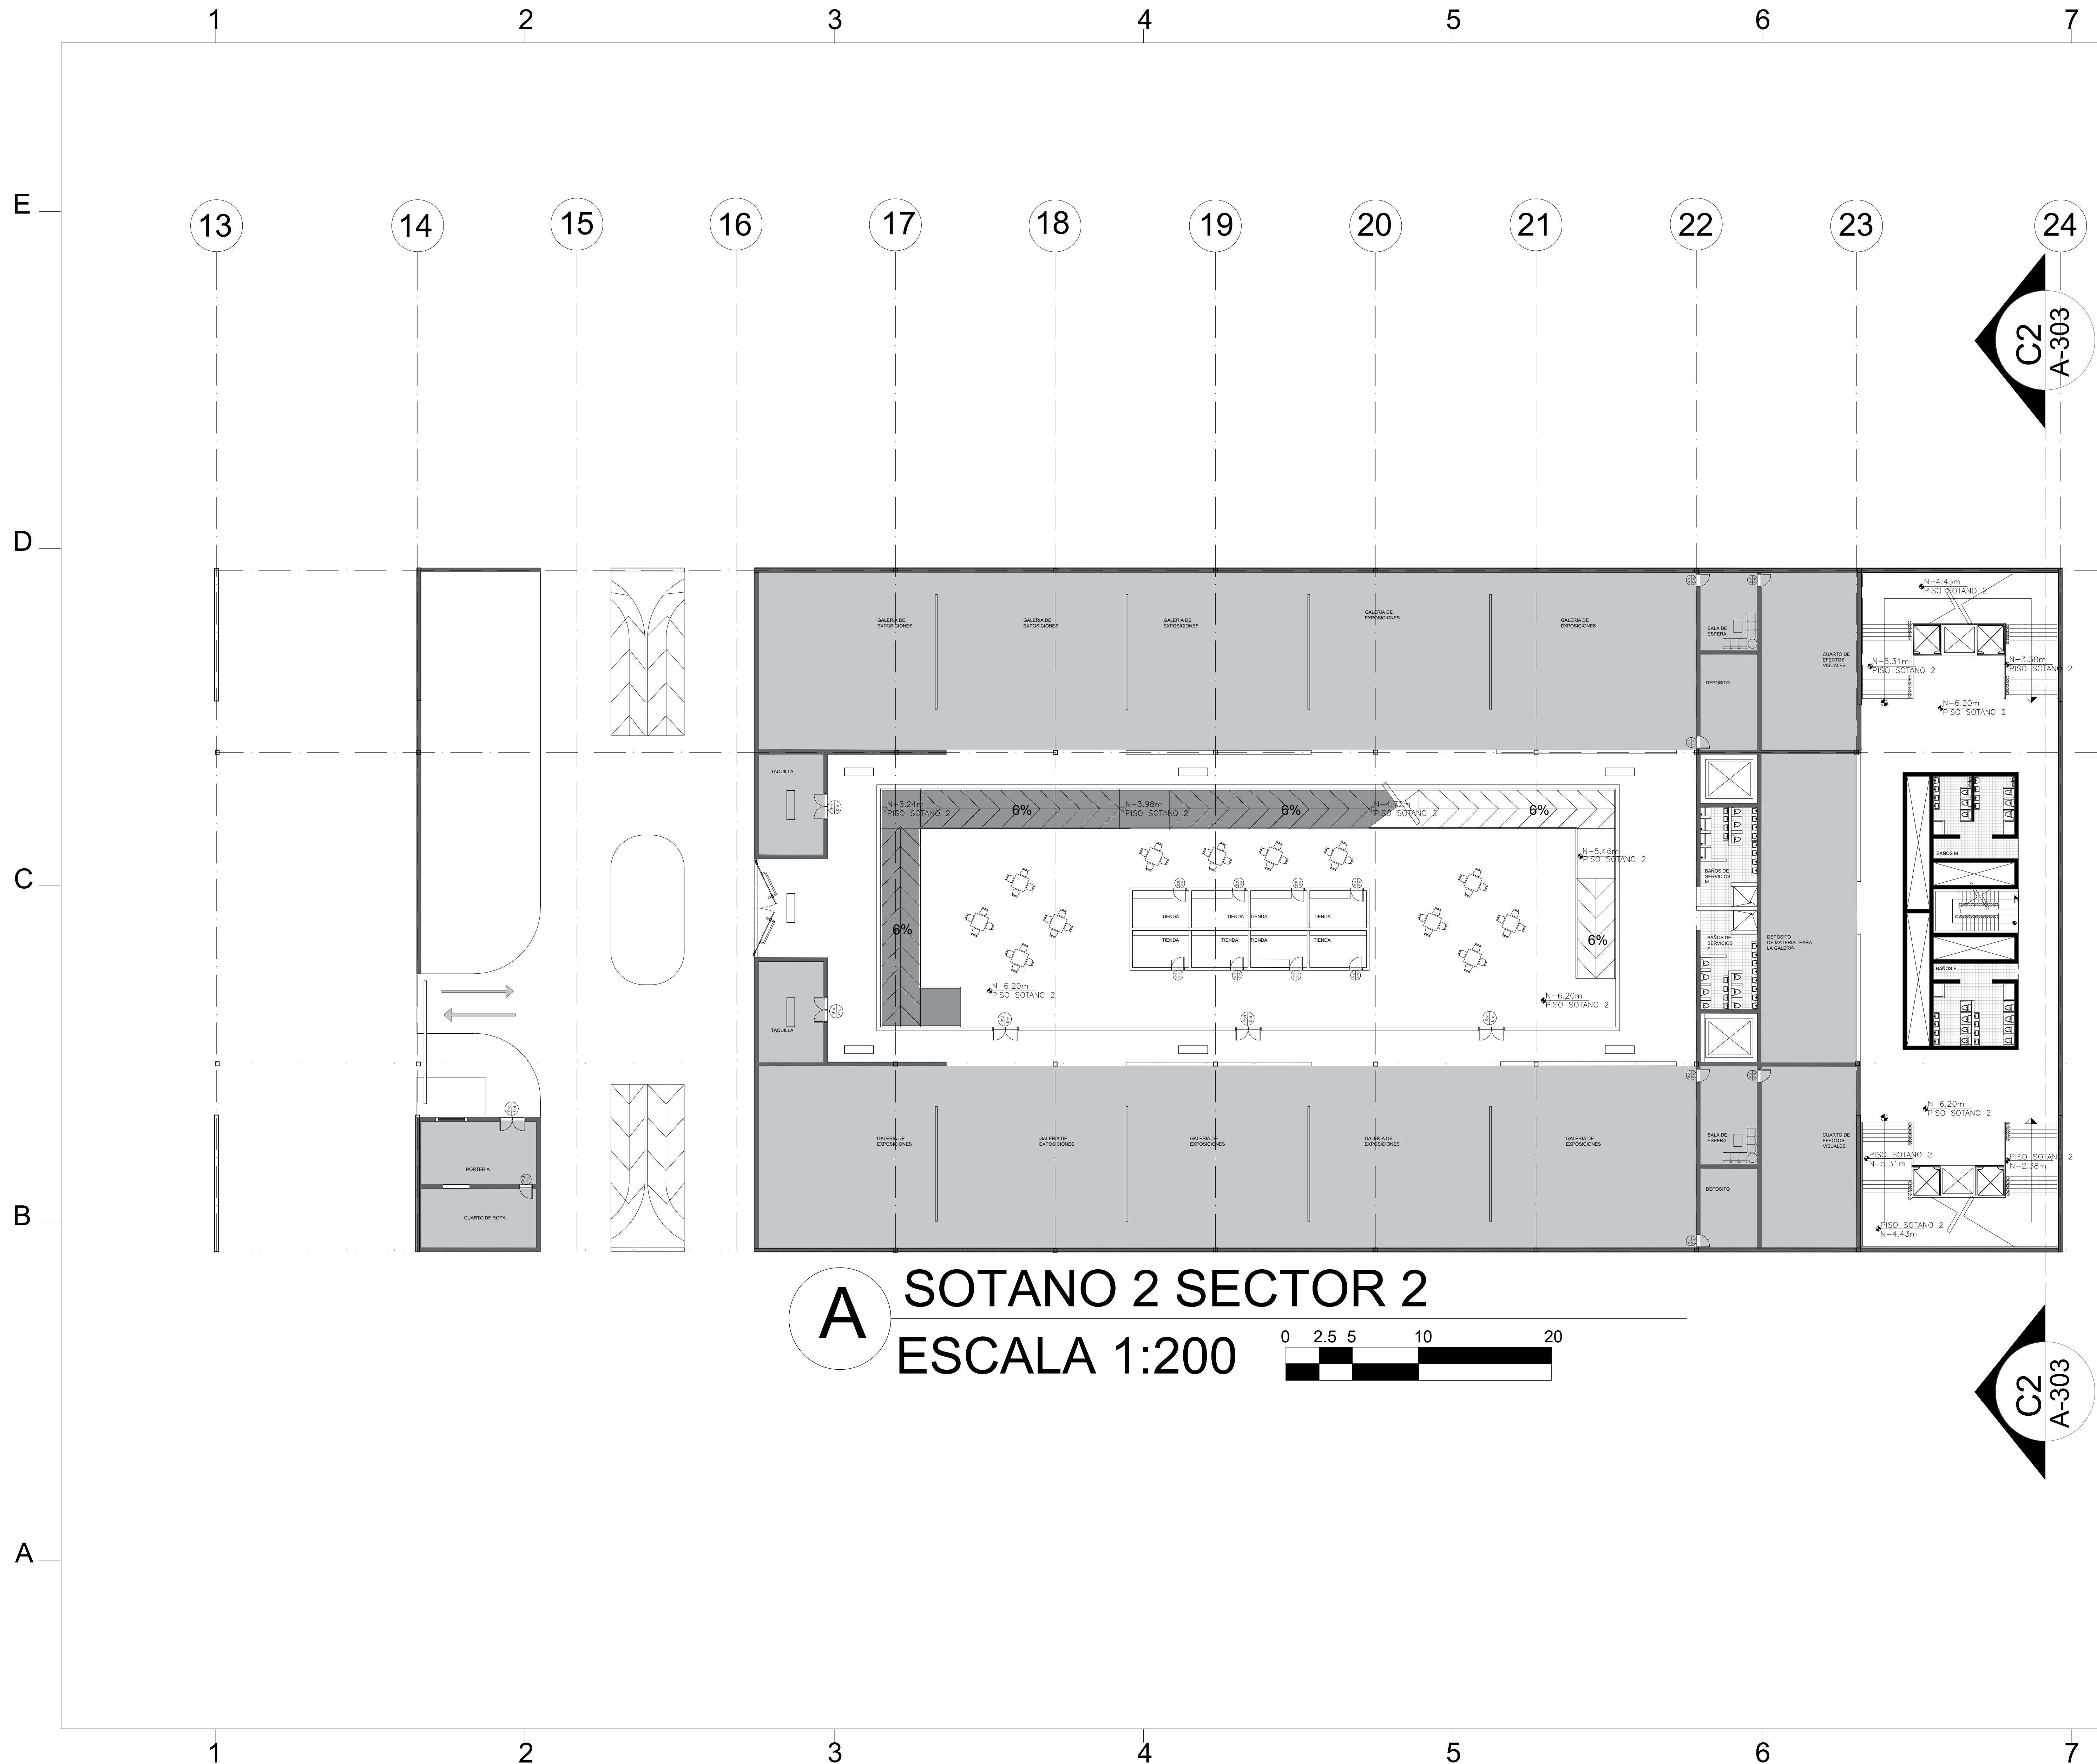 1 2 3 4 5 6 7
E
13 14 15 16 17 18 19 20 21 22 23 24
C2
A-303
D
GALERIA DE
EXPOSICIONES
GALERIA DE
EXPOSICIONES
GALERIA DE
EXPOSICIONES
GALERIA DE
EXPOSICIONES
GALERIA DE
EXPOSICIONES
SALA DE
ESPERA
DEPOSITO
CUARTO DE
EFECTOS
VISUALES
N-4.43m
PISO SOTANO 2
N-5.31m
PISO SOTANO 2
N-3.38m
PISO SOTANO 2
N-6.20m
PISO SOTANO 2
TAQUILLA
N-3.24m
PISO SOTANO 2
6%
N-3.98m
PISO SOTANO 2
6%
PISO SOTANO 2
6%
N-5.46m
PISO SOTANO 2
C
BAÑOS M
BAÑOS DE
SERVICIOS
M
TIENDA TIENDA TIENDA TIENDA
TIENDA TIENDA TIENDA TIENDA
6%
6%
BAÑOS DE
SERVICIOS
F
DEPOSITO
DE MATERIAL PARA
LA GALERIA
BAÑOS F
N-6.20m
PISO SOTANO 2
N-6.20m
PISO SOTANO 2
TAQUILLA
N-6.20m
PISO SOTANO 2
GALERIA DE
EXPOSICIONES
GALERIA DE
EXPOSICIONES
GALERIA DE
EXPOSICIONES
GALERIA DE
EXPOSICIONES
GALERIA DE
EXPOSICIONES
SALA DE
ESPERA
CUARTO DE
EFECTOS
VISUALES
PISO SOTANO 2
N-5.31m
PISO SOTANO 2
N-2.38m
PORTERIA
DEPOSITO
CUARTO DE ROPA
B
PISO SOTANO 2
N-4.43m
A
SOTANO 2 SECTOR 2
ESCALA 1:200
0 2.5 5 10 20
C2
A-303
A
1 2 3 4 5 6 7